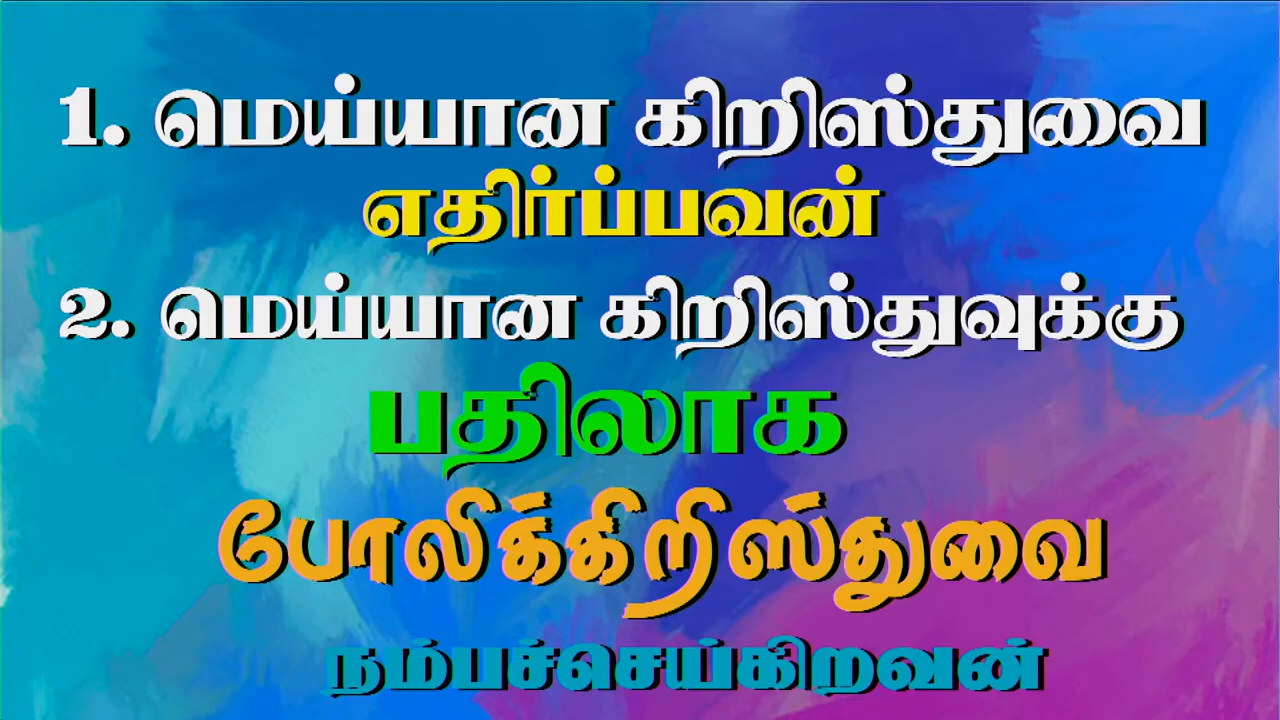 1. மெய்யான கிறிஸ்துவை
எதிர்ப்பவன்
2. மெய்யான கிறிஸ்துவுக்கு
பதிலாக
போலிக்கிறிஸ்துவை
நம்பச்செய்கிறவன்